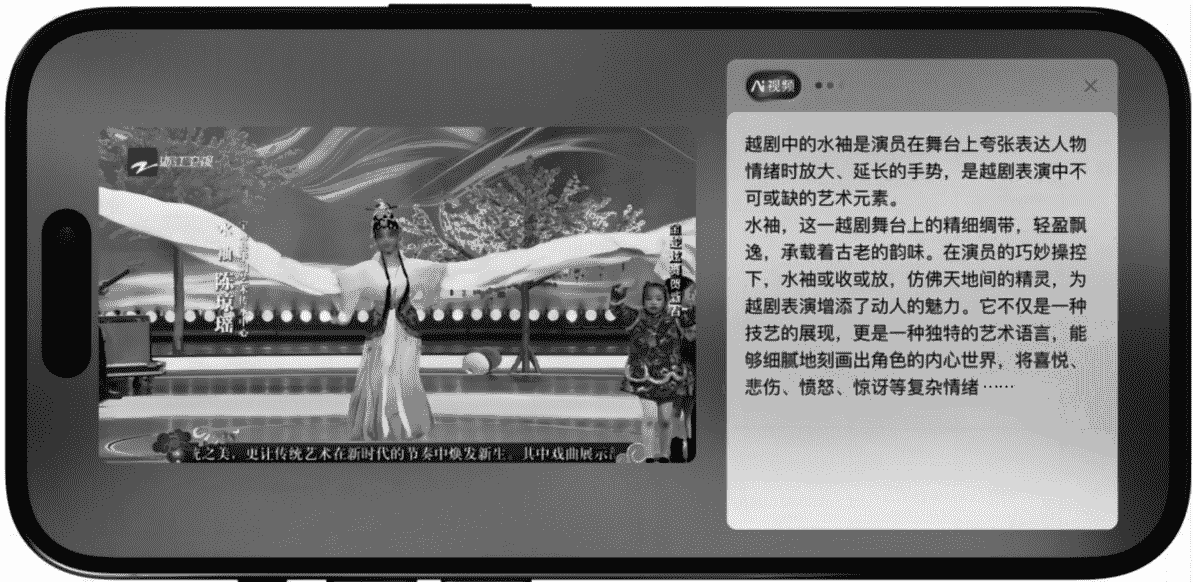 浙江卫视
水袖 陈琼瑶
龙之美，更让传统艺术在新时代的节奏中焕发新生。其中戏曲展示
Ai视频
越剧中的水袖是演员在舞台上夸张表达人物
情绪时放大、延长的手势，是越剧表演中不
可或缺的艺术元素。
水袖，这一越剧舞台上的精细绸带，轻盈飘
逸，承载着古老的韵味。在演员的巧妙操控
下，水袖或收或放，仿佛天地间的精灵，为
越剧表演增添了动人的魅力。它不仅是一种
技艺的展现，更是一种独特的艺术语言，能
够细腻地刻画出角色的内心世界，将喜悦、
悲伤、愤怒、惊讶等复杂情绪……